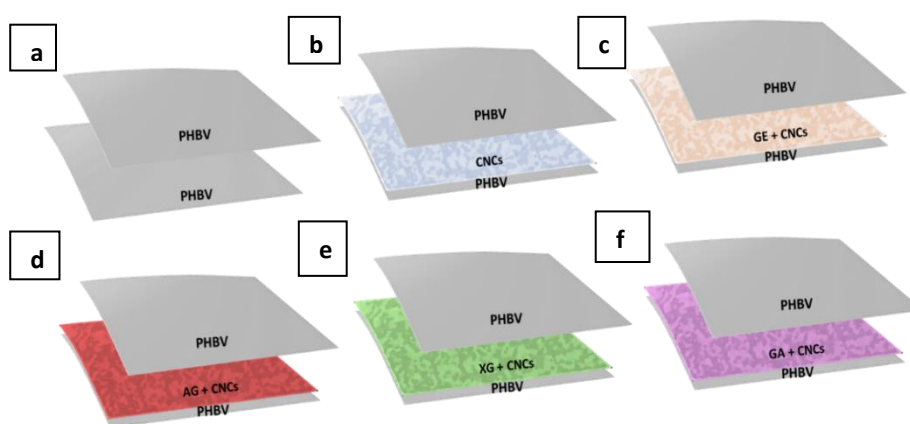 a
PHBV
PHBV
b
PHBV
CNCs
PHBV
c
PHBV
GE + CNCs
PHBV
d
PHBV
AG + CNCs
PHBV
e
PHBV
XG + CNCs
PHBV
f
PHBV
GA + CNCs
PHBV